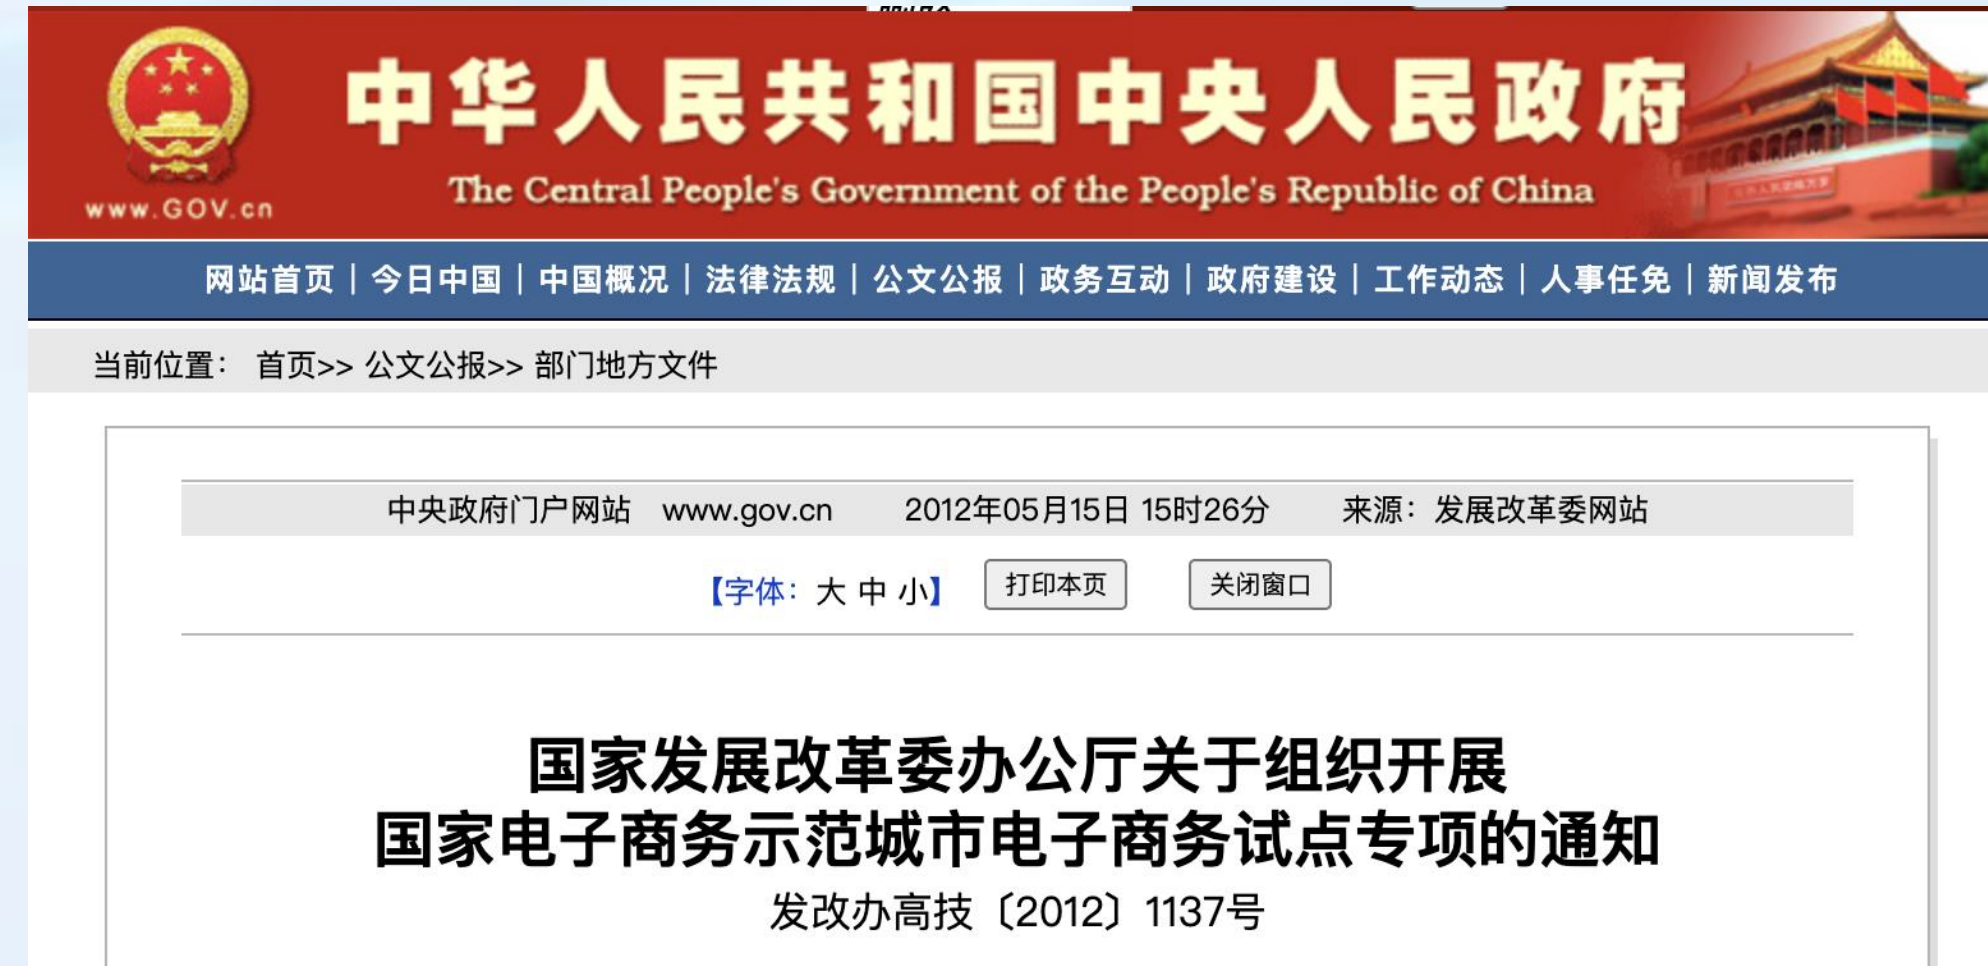 中华人民共和国中央人民政府
The Central People's Government of the People's Republic of China
www.GOV.cn
网站首页｜今日中国｜中国概况｜法律法规｜公文公报｜政务互动｜政府建设｜工作动态｜人事任免｜新闻发布
当前位置： 首页>> 公文公报>> 部门地方文件
中央政府门户网站 www.gov.cn 2012年05月15日 15时26分 来源：发展改革委网站
【字体：大 中 小】 打印本页 关闭窗口
国家发展改革委办公厅关于组织开展
国家电子商务示范城市电子商务试点专项的通知
发改办高技〔2012〕1137号